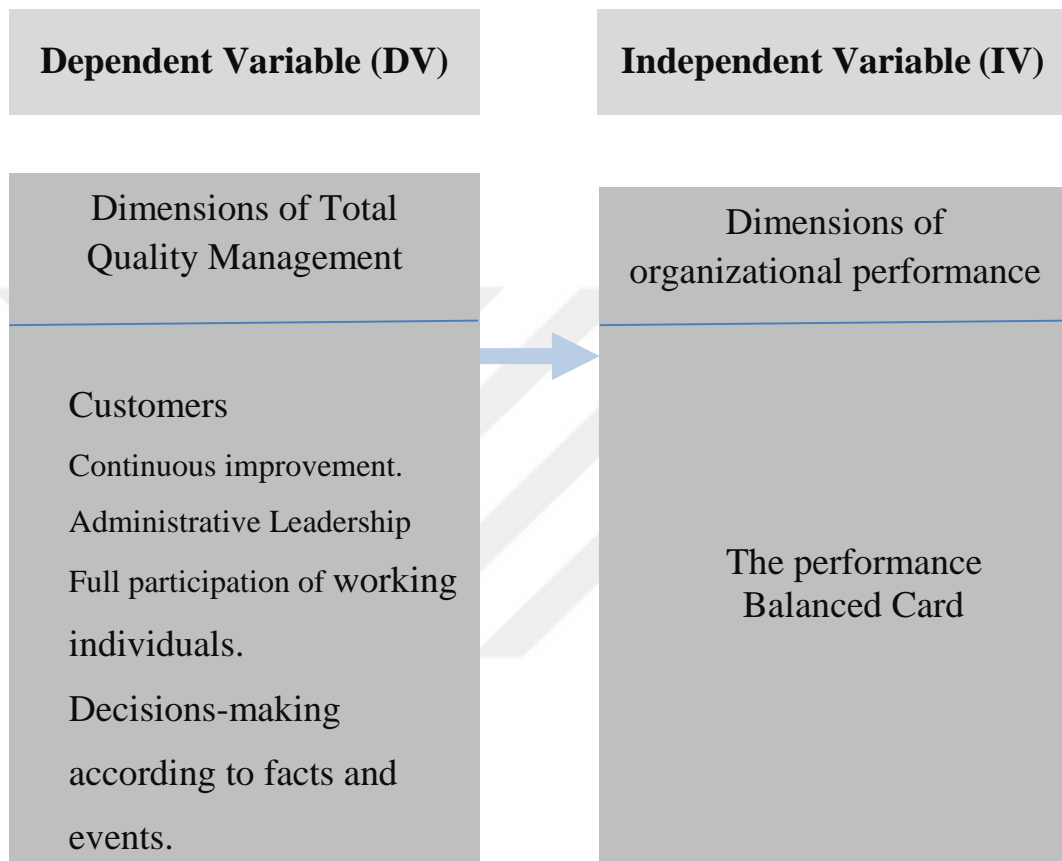 Dependent Variable (DV)
Independent Variable (IV)
Dimensions of Total
Quality Management
Customers
Continuous improvement.
Administrative Leadership
Full participation of working
individuals.
Decisions-making
according to facts and
events.
Dimensions of
organizational performance
The performance
Balanced Card